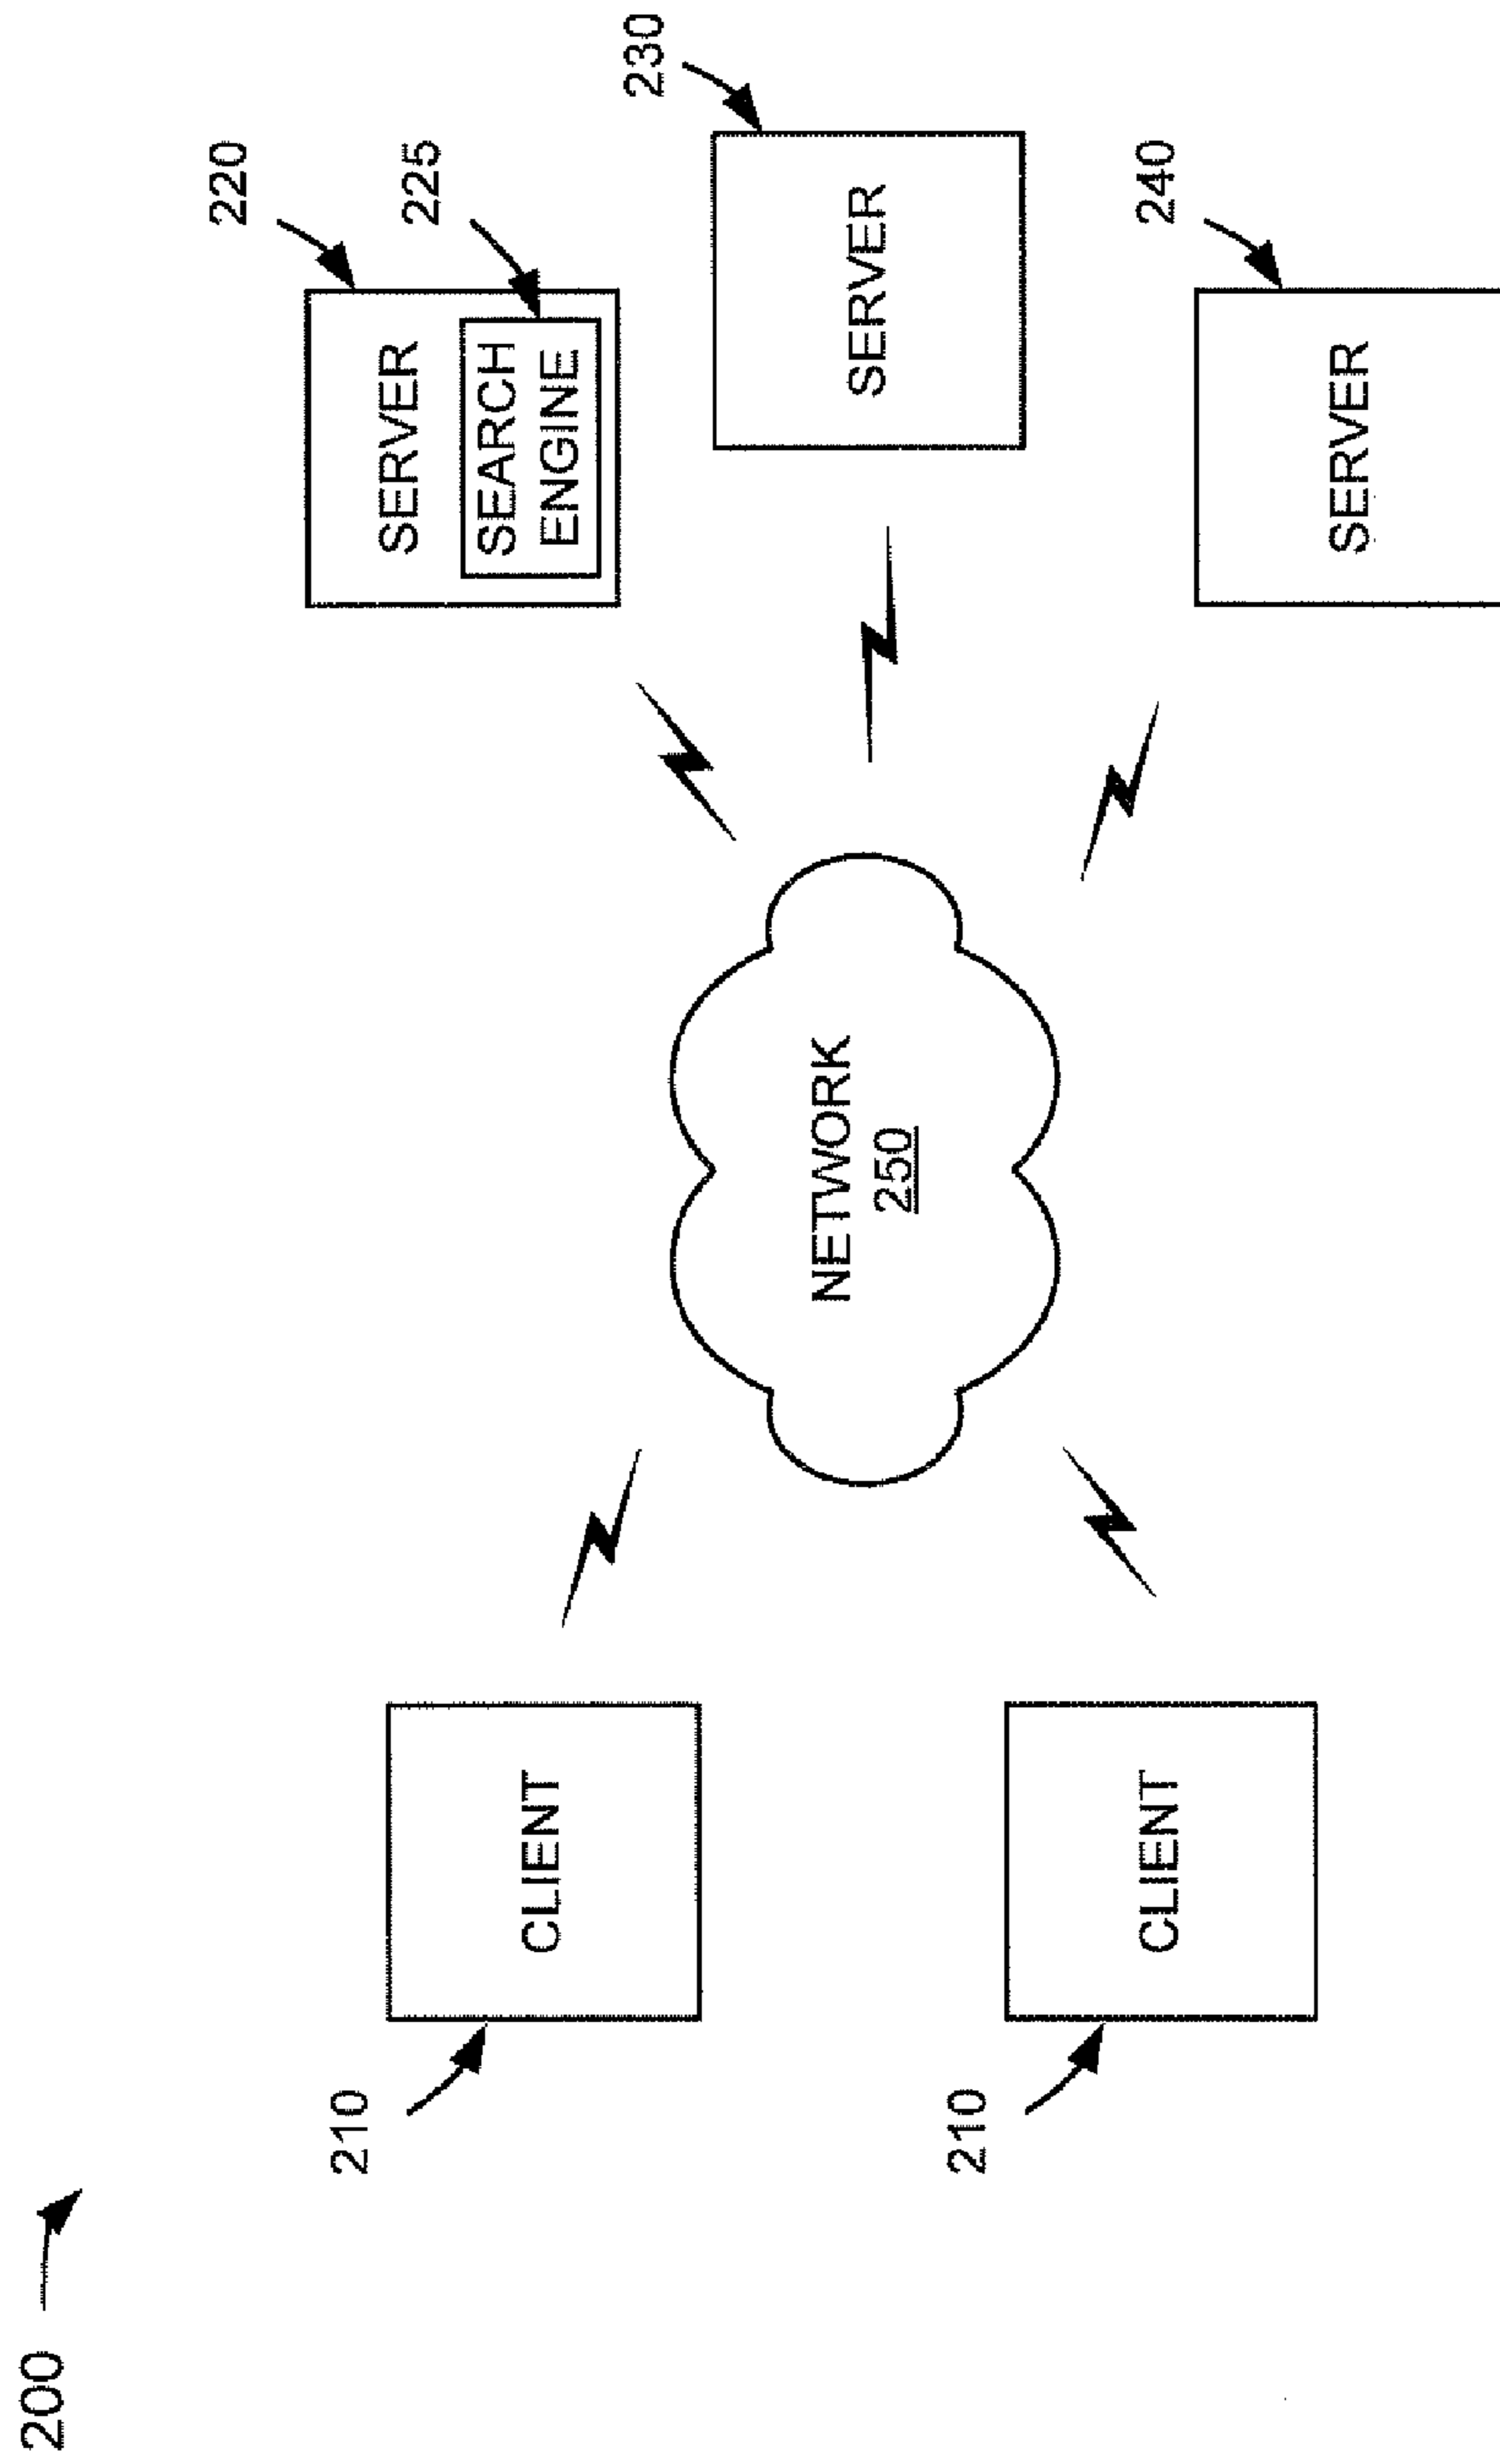 200
210
CLIENT
210
CLIENT
NETWORK
250
220
SERVER
225
SEARCH
ENGINE
230
SERVER
240
SERVER